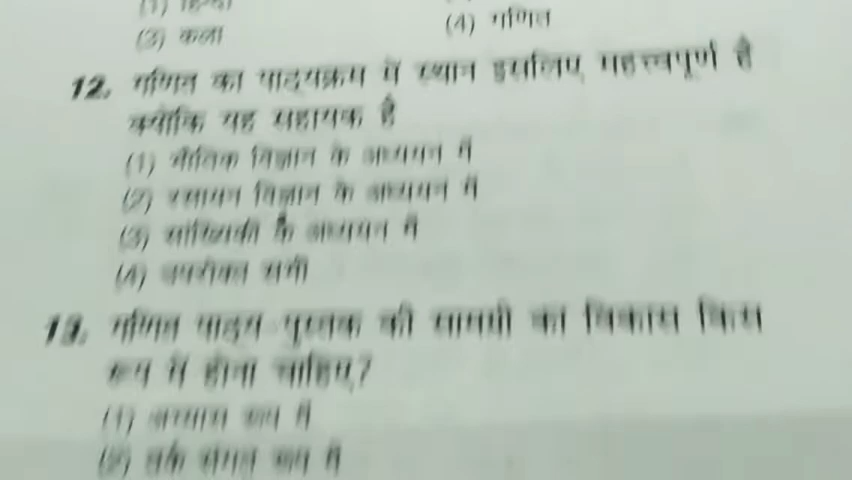 (1) हिन्दी
(3) कला
(4) गणित
12. गणित का पाठ्यक्रम में स्थान इसलिए महत्त्वपूर्ण है
क्योंकि यह सहायक है
(1) भौतिक विज्ञान के अध्ययन में
(2) रसायन विज्ञान के अध्ययन में
(3) सांख्यिकी के अध्ययन में
(4) उपरोक्त सभी
13. गणित पाठ्य-पुस्तक की सामग्री का विकास किस
रूप में होना चाहिए?
(1) अभ्यास रूप में
(2) तर्क संगत रूप में